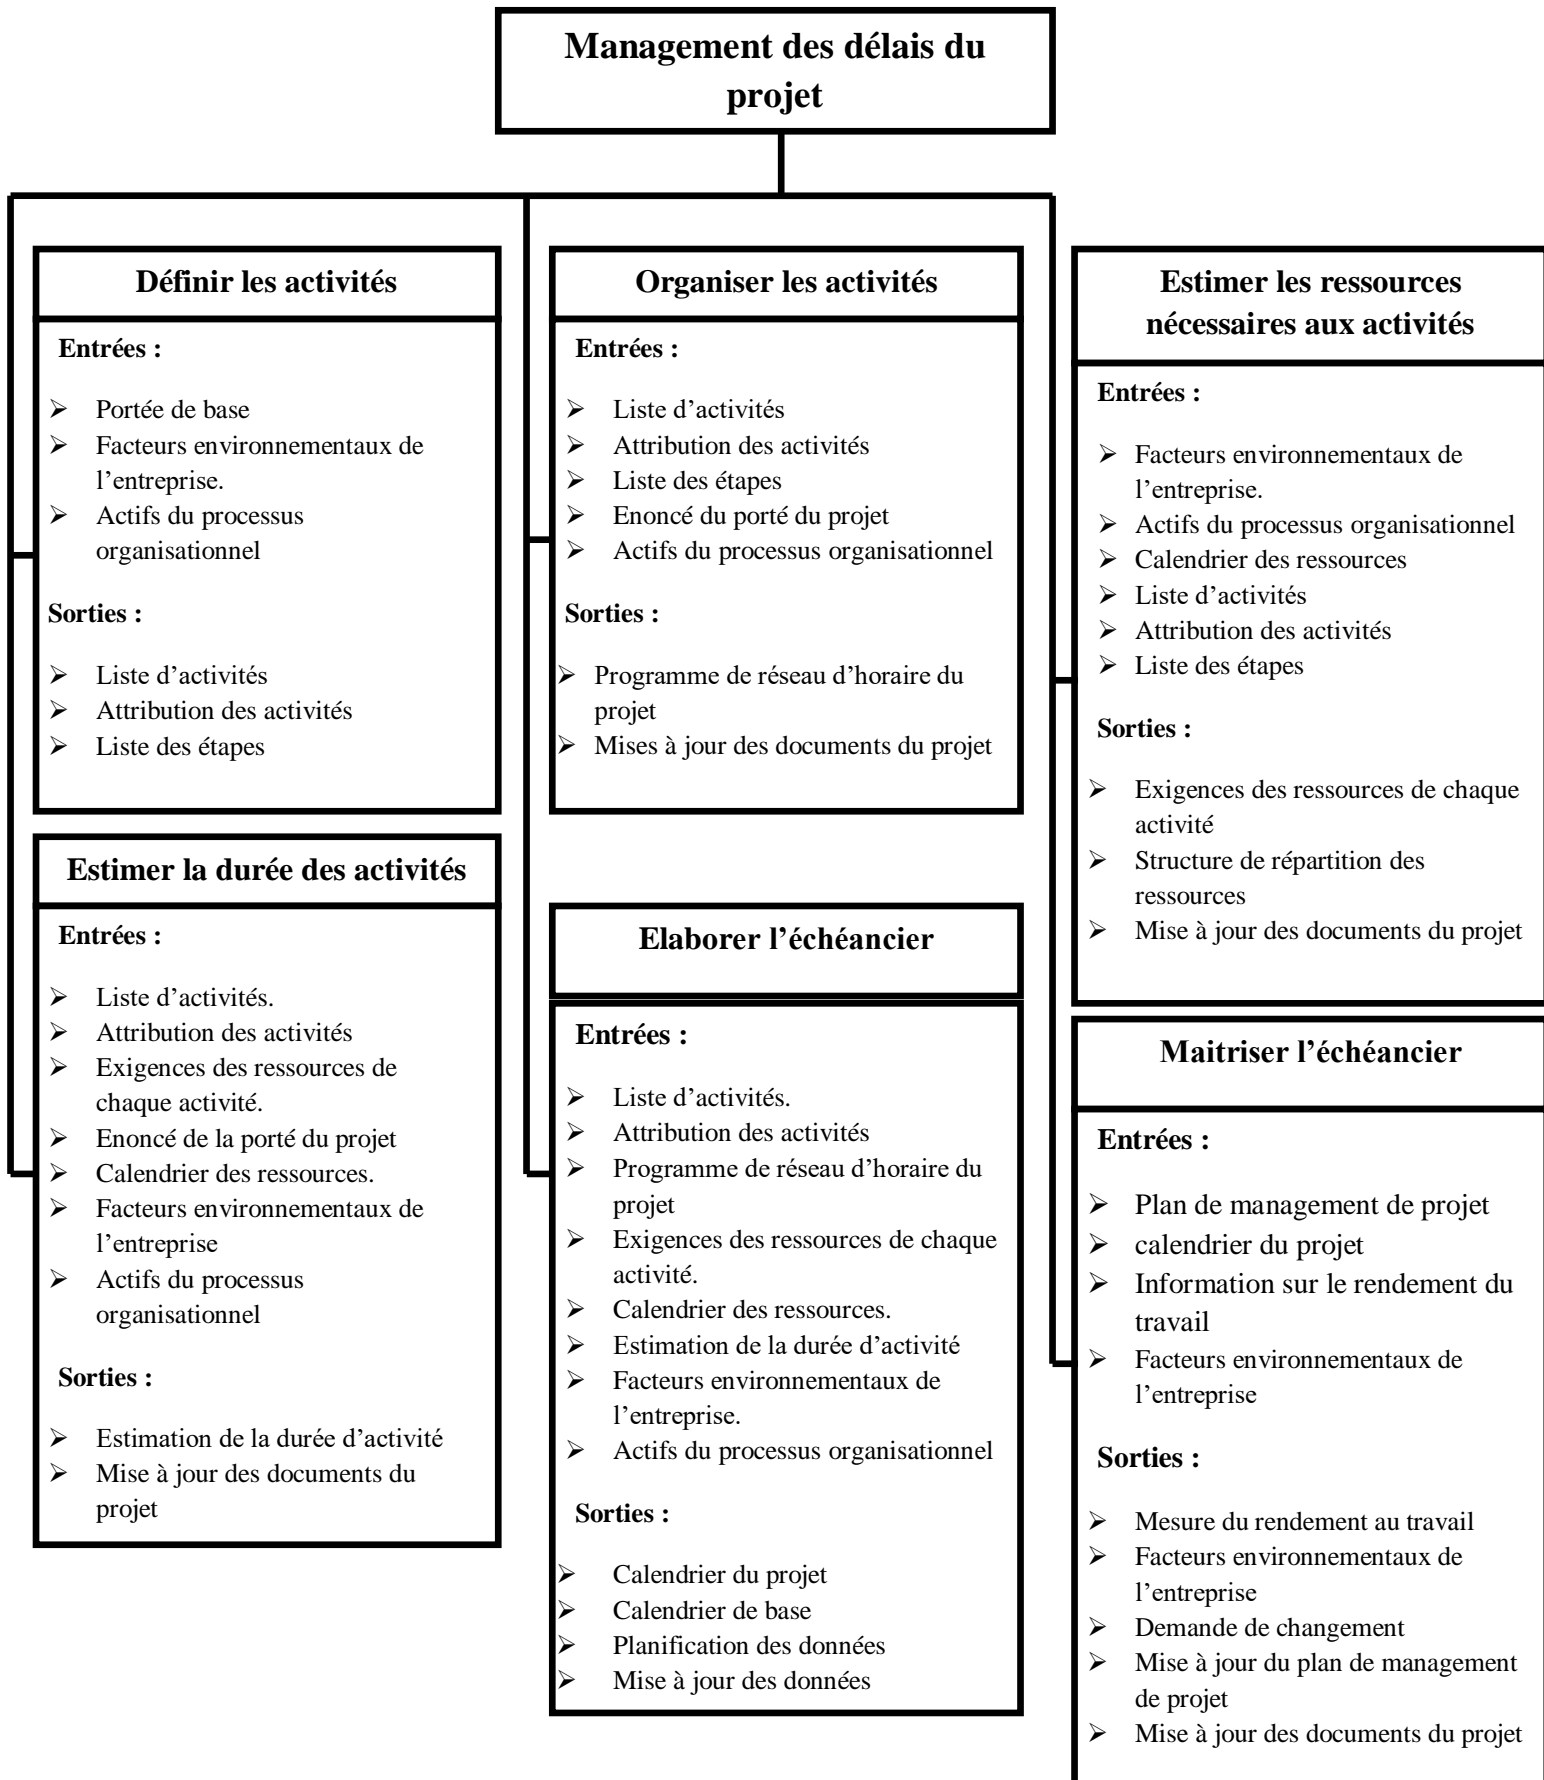 Management des délais du
projet
Définir les activités
Entrées :
➢ Portée de base
➢ Facteurs environnementaux de
l’entreprise.
➢ Actifs du processus
organisationnel
Sorties :
➢ Liste d’activités
➢ Attribution des activités
➢ Liste des étapes
Organiser les activités
Entrées :
➢ Liste d’activités
➢ Attribution des activités
➢ Liste des étapes
➢ Enoncé du porté du projet
➢ Actifs du processus organisationnel
Sorties :
➢ Programme de réseau d’horaire du
projet
➢ Mises à jour des documents du projet
Estimer les ressources
nécessaires aux activités
Entrées :
➢ Facteurs environnementaux de
l’entreprise.
➢ Actifs du processus organisationnel
➢ Calendrier des ressources
➢ Liste d’activités
➢ Attribution des activités
➢ Liste des étapes
Sorties :
➢ Exigences des ressources de chaque
activité
➢ Structure de répartition des
ressources
➢ Mise à jour des documents du projet
Estimer la durée des activités
Entrées :
➢ Liste d’activités.
➢ Attribution des activités
➢ Exigences des ressources de
chaque activité.
➢ Enoncé de la porté du projet
➢ Calendrier des ressources.
➢ Facteurs environnementaux de
l’entreprise
➢ Actifs du processus
organisationnel
Sorties :
➢ Estimation de la durée d’activité
➢ Mise à jour des documents du
projet
Elaborer l’échéancier
Entrées :
➢ Liste d’activités.
➢ Attribution des activités
➢ Programme de réseau d’horaire du
projet
➢ Exigences des ressources de chaque
activité.
➢ Calendrier des ressources.
➢ Estimation de la durée d’activité
➢ Facteurs environnementaux de
l’entreprise.
➢ Actifs du processus organisationnel
Sorties :
➢ Calendrier du projet
➢ Calendrier de base
➢ Planification des données
➢ Mise à jour des données
Maitriser l’échéancier
Entrées :
➢ Plan de management de projet
➢ calendrier du projet
➢ Information sur le rendement du
travail
➢ Facteurs environnementaux de
l’entreprise
Sorties :
➢ Mesure du rendement au travail
➢ Facteurs environnementaux de
l’entreprise
➢ Demande de changement
➢ Mise à jour du plan de management
de projet
➢ Mise à jour des documents du projet